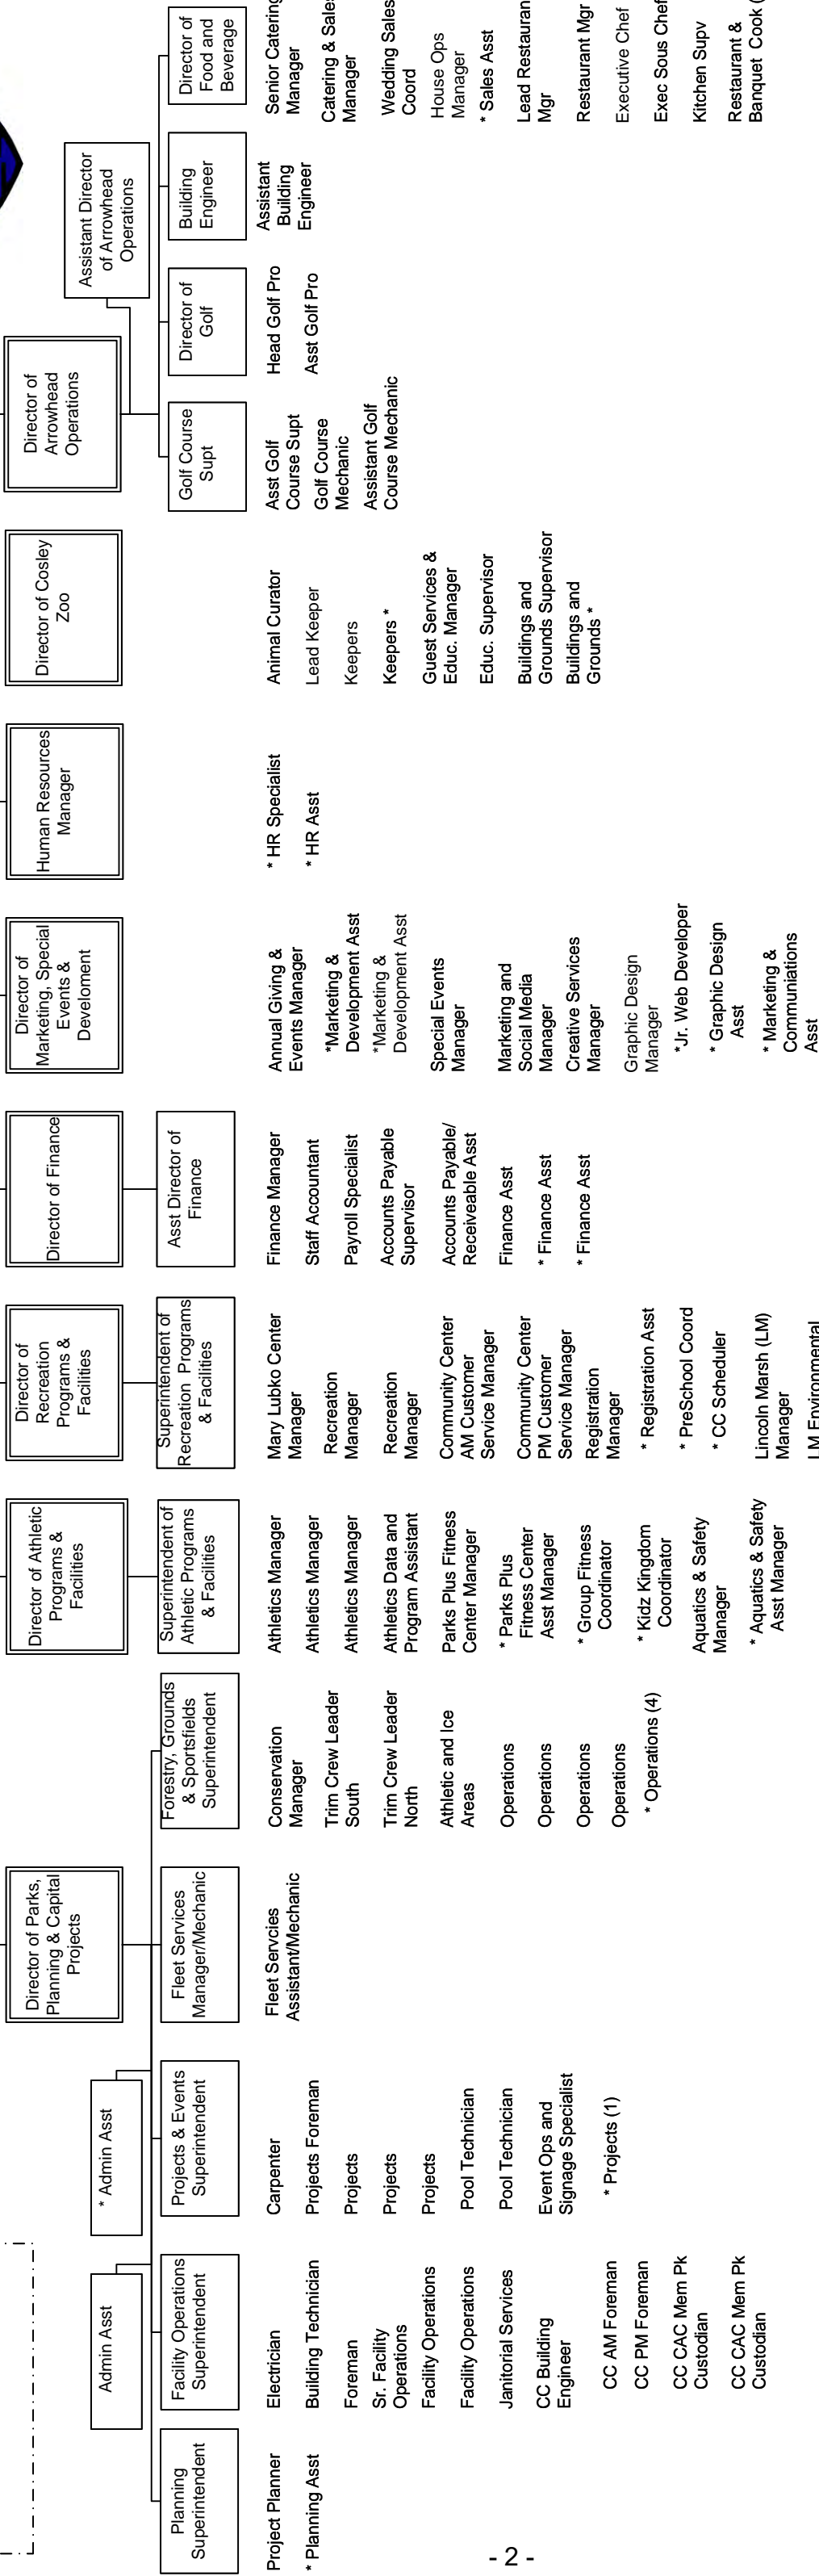 Admin Asst
* Admin Asst
Director of Parks,
Planning & Capital
Projects
Director of Athletic
Programs &
Facilities
Director of
Recreation
Programs &
Facilities
Director of Finance
Director of
Marketing, Special
Events &
Develoment
Human Resources
Manager
Director of Cosley
Zoo
Director of
Arrowhead
Operations
Assistant Director
of Arrowhead
Operations
Planning
Superintendent
Project Planner
* Planning Asst
Facility Operations
Superintendent
Electrician
Building Technician
Foreman
Sr. Facility
Operations
Facility Operations
Facility Operations
Janitorial Services
CC Building
Engineer
CC AM Foreman
CC PM Foreman
CC CAC Mem Pk
Custodian
CC CAC Mem Pk
Custodian
Projects & Events
Superintendent
Carpenter
Projects Foreman
Projects
Projects
Projects
Pool Technician
Pool Technician
Event Ops and
Signage Specialist
* Projects (1)
Fleet Services
Manager/Mechanic
Fleet Servcies
Assistant/Mechanic
Forestry, Grounds
& Sportsfields
Superintendent
Conservation
Manager
Trim Crew Leader
South
Trim Crew Leader
North
Athletic and Ice
Areas
Operations
Operations
Operations
Operations
* Operations (4)
Superintendent of
Athletic Programs
& Facilities
Athletics Manager
Athletics Manager
Athletics Manager
Athletics Data and
Program Assistant
Parks Plus Fitness
Center Manager
* Parks Plus
Fitness Center
Asst Manager
* Group Fitness
Coordinator
* Kidz Kingdom
Coordinator
Aquatics & Safety
Manager
* Aquatics & Safety
Asst Manager
Superintendent of
Recreation Programs
& Facilities
Mary Lubko Center
Manager
Recreation
Manager
Recreation
Manager
Community Center
AM Customer
Service Manager
Community Center
PM Customer
Service Manager
Registration
Manager
* Registration Asst
* PreSchool Coord
* CC Scheduler
Lincoln Marsh (LM)
Manager
LM Environmental
Asst Director of
Finance
Finance Manager
Staff Accountant
Payroll Specialist
Accounts Payable
Supervisor
Accounts Payable/
Receiveable Asst
Finance Asst
* Finance Asst
* Finance Asst
Annual Giving &
Events Manager
*Marketing &
Development Asst
*Marketing &
Development Asst
Special Events
Manager
Marketing and
Social Media
Manager
Creative Services
Manager
Graphic Design
Manager
*Jr. Web Developer
* Graphic Design
Asst
* Marketing &
Communiations
Asst
* HR Specialist
* HR Asst
Animal Curator
Lead Keeper
Keepers
Keepers *
Guest Services &
Educ. Manager
Educ. Supervisor
Buildings and
Grounds Supervisor
Buildings and
Grounds *
Golf Course
Supt
Asst Golf
Course Supt
Golf Course
Mechanic
Assistant Golf
Course Mechanic
Director of
Golf
Head Golf Pro
Asst Golf Pro
Building
Engineer
Assistant
Building
Engineer
Director of
Food and
Beverage
Senior Catering
Manager
Catering & Sales
Manager
Wedding Sales
Coord
House Ops
Manager
* Sales Asst
Lead Restauran
Mgr
Restaurant Mgr
Executive Chef
Exec Sous Chef
Kitchen Supv
Restaurant &
Banquet Cook (
- 2 -